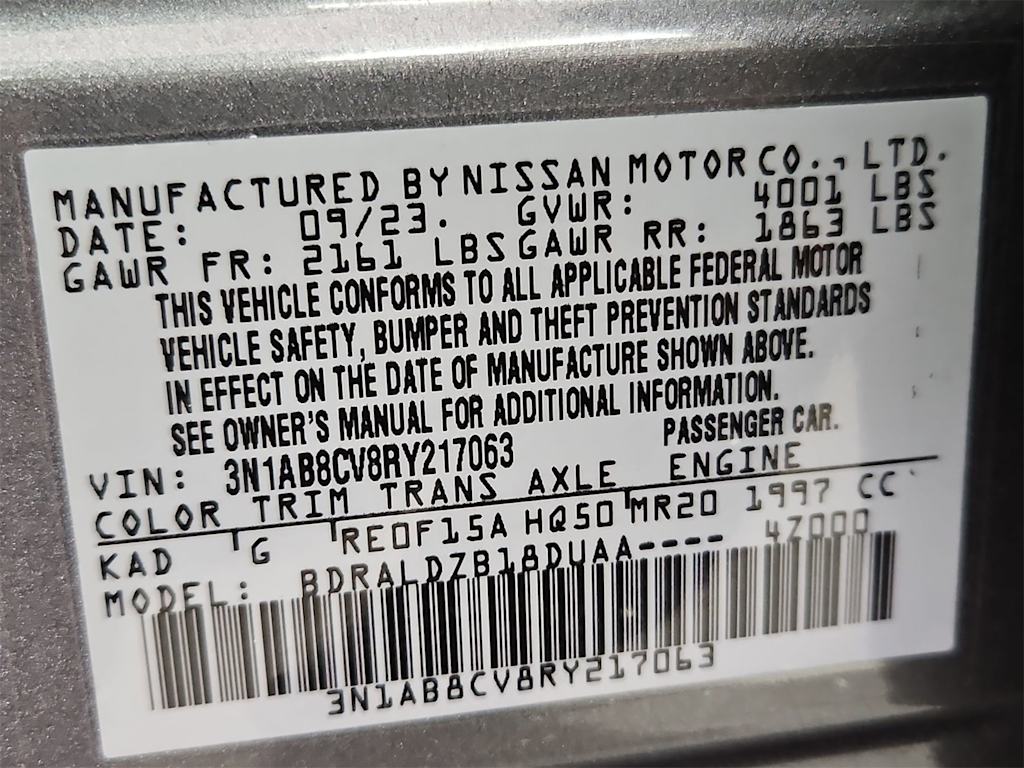 MANUFACTURED BY NISSAN MOTOR CO., LTD.
DATE: 09/23. GVWR: 4001 LBS
GAWR FR: 2161 LBS GAWR RR: 1863 LBS
THIS VEHICLE CONFORMS TO ALL APPLICABLE FEDERAL MOTOR
VEHICLE SAFETY, BUMPER AND THEFT PREVENTION STANDARDS
IN EFFECT ON THE DATE OF MANUFACTURE SHOWN ABOVE.
SEE OWNER'S MANUAL FOR ADDITIONAL INFORMATION.
VIN: 3N1AB8CV8RY217063 PASSENGER CAR.
COLOR TRIM TRANS AXLE ENGINE
KAD G RE0F15A HQ50 MR20 1997 CC
MODEL: BDRALDZB18DUAA---- 4Z000
3N1AB8CV8RY217063